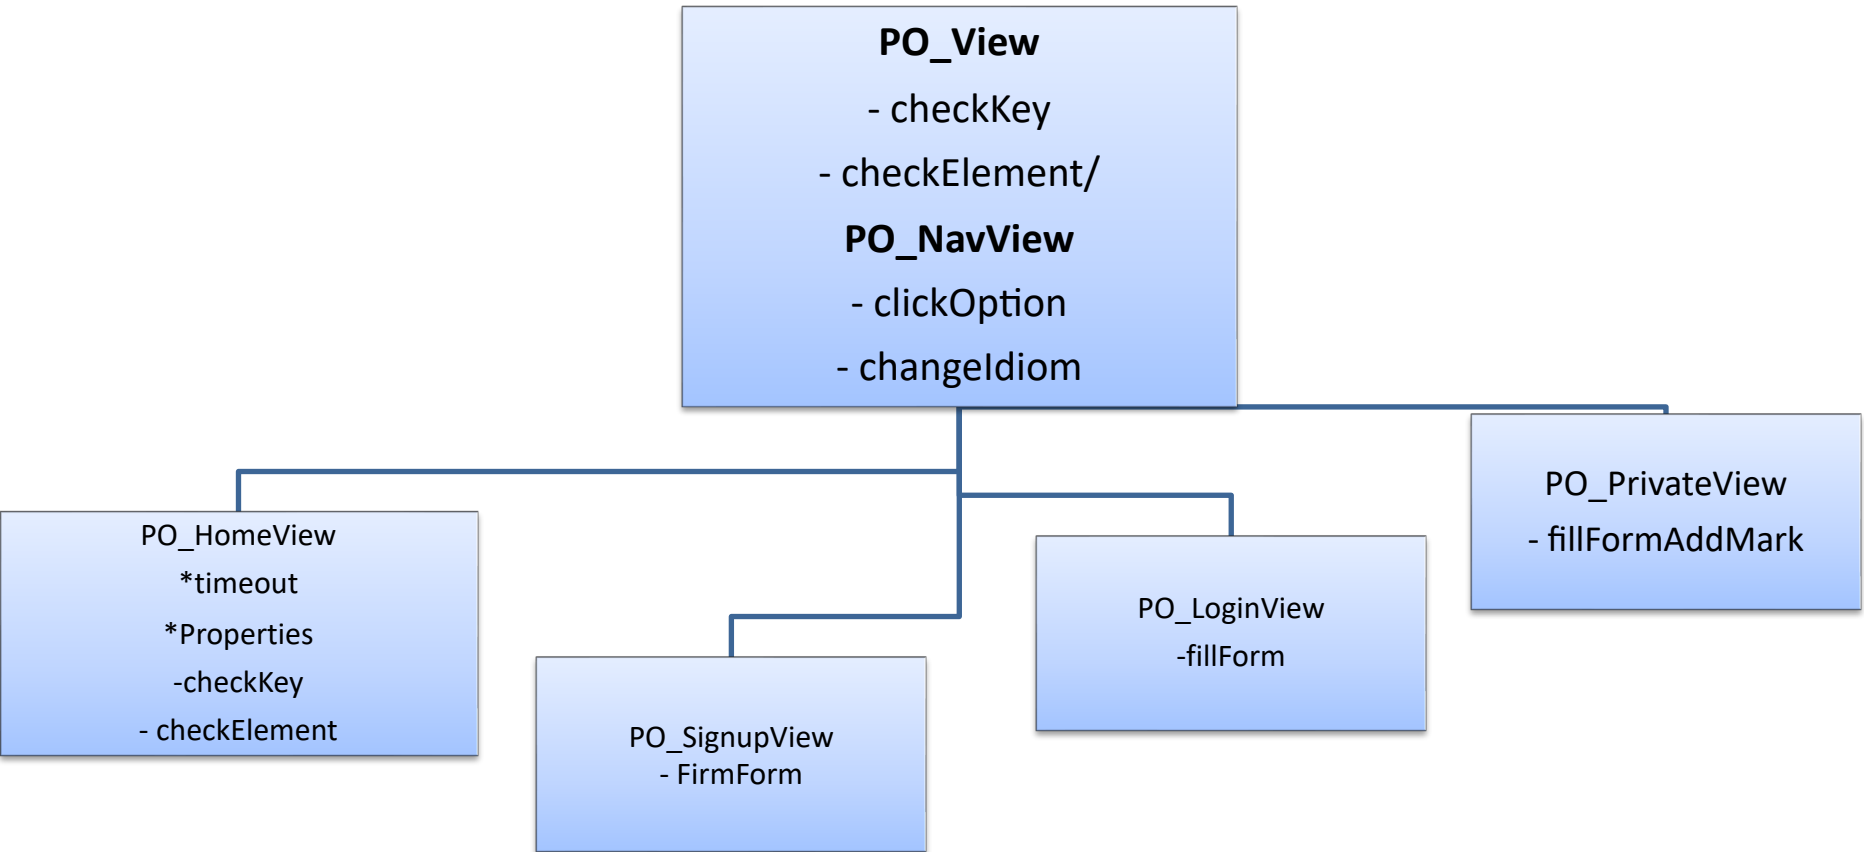 PO_View
- checkKey
- checkElement/
PO_NavView
- clickOption
- changeIdiom
PO_HomeView
*timeout
*Properties
-checkKey
- checkElement
PO_SignupView
- FirmForm
PO_LoginView
-fillForm
PO_PrivateView
- fillFormAddMark